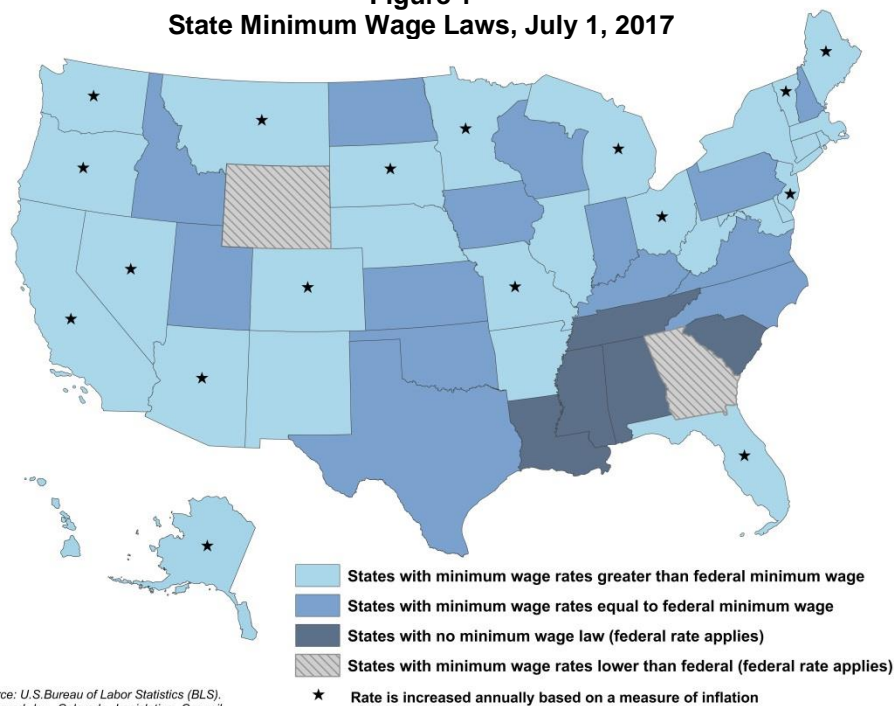 State Minimum Wage Laws, July 1, 2017
States with minimum wage rates greater than federal minimum wage
States with minimum wage rates equal to federal minimum wage
States with no minimum wage law (federal rate applies)
States with minimum wage rates lower than federal (federal rate applies)
★ Rate is increased annually based on a measure of inflation
rce: U.S.Bureau of Labor Statistics (BLS).